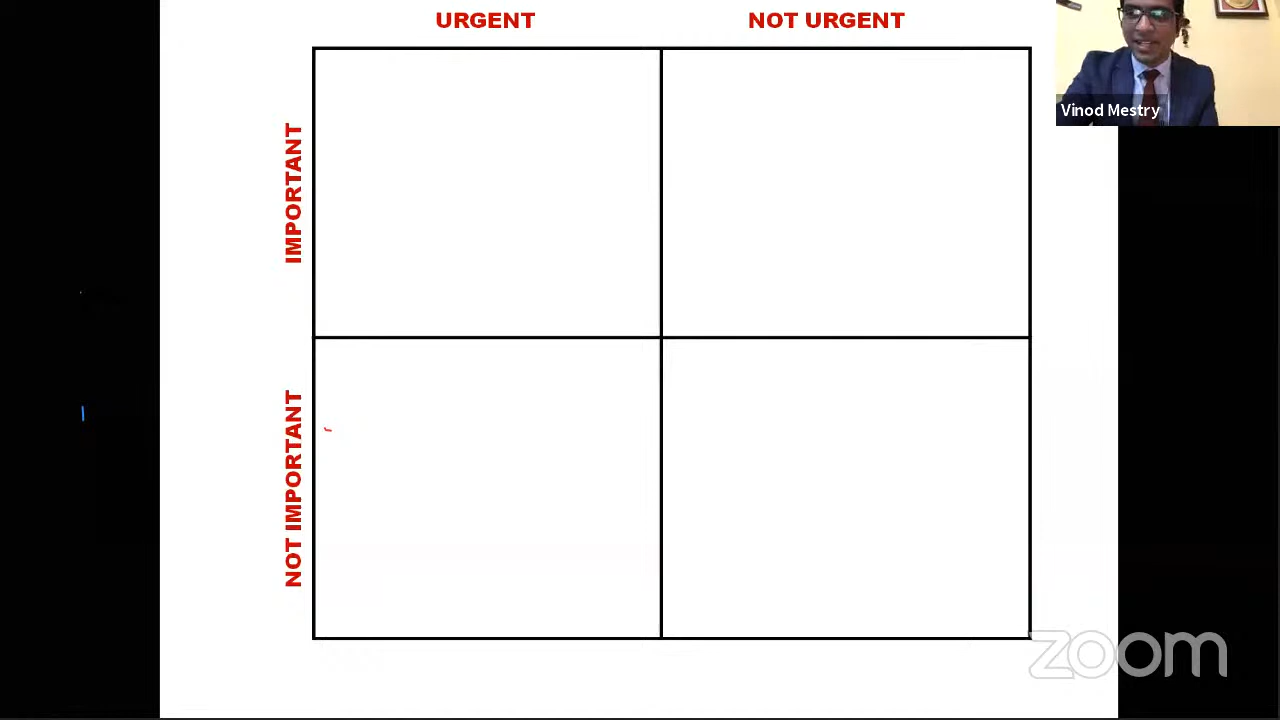 URGENT NOT URGENT
Vinod Mestry
IMPORTANT
NOT IMPORTANT
zoom